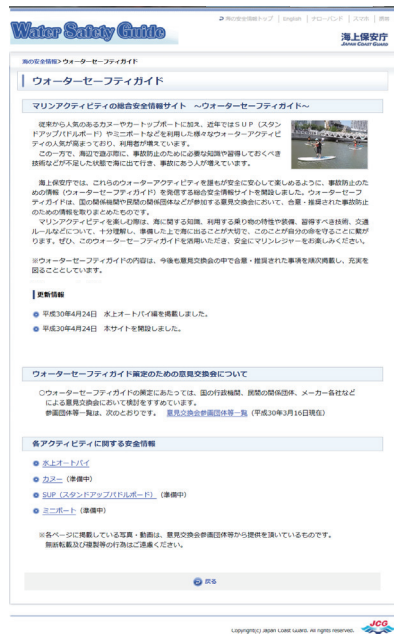 海の安全情報トップ | English | ナローバンド | スマホ | 携帯
Water Safety Guide
海上保安庁
JAPAN COAST GUARD
海の安全情報>ウォーターセーフティガイド
ウォーターセーフティガイド
マリンアクティビティの総合安全情報サイト ～ウォーターセーフティガイド～
従来から人気のあるカヌーやカートップボートに加え、近年ではSUP（スタン
ドアップパドルボード）やミニボートなどを利用した様々なウォーターアクティビ
ティの人気が高まっており、利用者が増えています。
この一方で、海辺で遊ぶ際に、事故防止のために必要な知識や習得しておくべき
技術などが不足した状態で海に出て行き、事故にあう人が増えています。
海上保安庁では、これらのウォーターアクティビティを誰もが安全に安心して楽しめるように、事故防止のた
めの情報（ウォーターセーフティガイド）を発信する総合安全情報サイトを開設しました。ウォーターセーフ
ティガイドは、国の関係機関や民間の関係団体などが参加する意見交換会において、合意・推奨された事故防止
のための情報を取りまとめたものです。
マリンアクティビティを楽しむ際は、海に関する知識、利用する乗り物の特性や装備、習得すべき技術、交通
ルールなどについて、十分理解し、準備した上で海に出ることが大切で、このことが自分の命を守ることに繋が
ります。ぜひ、このウォーターセーフティガイドを活用いただき、安全にマリンレジャーをお楽しみください。
※ウォーターセーフティガイドの内容は、今後も意見交換会の中で合意・推奨された事項を順次掲載し、充実を
図ることとしています。
更新情報
平成30年4月24日 水上オートバイ編を掲載しました。
平成30年4月24日 本サイトを開設しました。
ウォーターセーフティガイド策定のための意見交換会について
○ウォーターセーフティガイドの策定にあたっては、国の行政機関、民間の関係団体、メーカー各社など
による意見交換会において検討をすすめています。
参画団体等一覧は、次のとおりです。 意見交換会参画団体等一覧（平成30年3月16日現在）
各アクティビティに関する安全情報
水上オートバイ
カヌー（準備中）
SUP（スタンドアップパドルボード）（準備中）
ミニボート（準備中）
※各ページに掲載している写真・動画は、意見交換会参画団体等から提供を頂いているものです。
無断転載及び複製等の行為はご遠慮ください。
戻る
Copyright(C) Japan Coast Guard. All rights reserved.
JCG